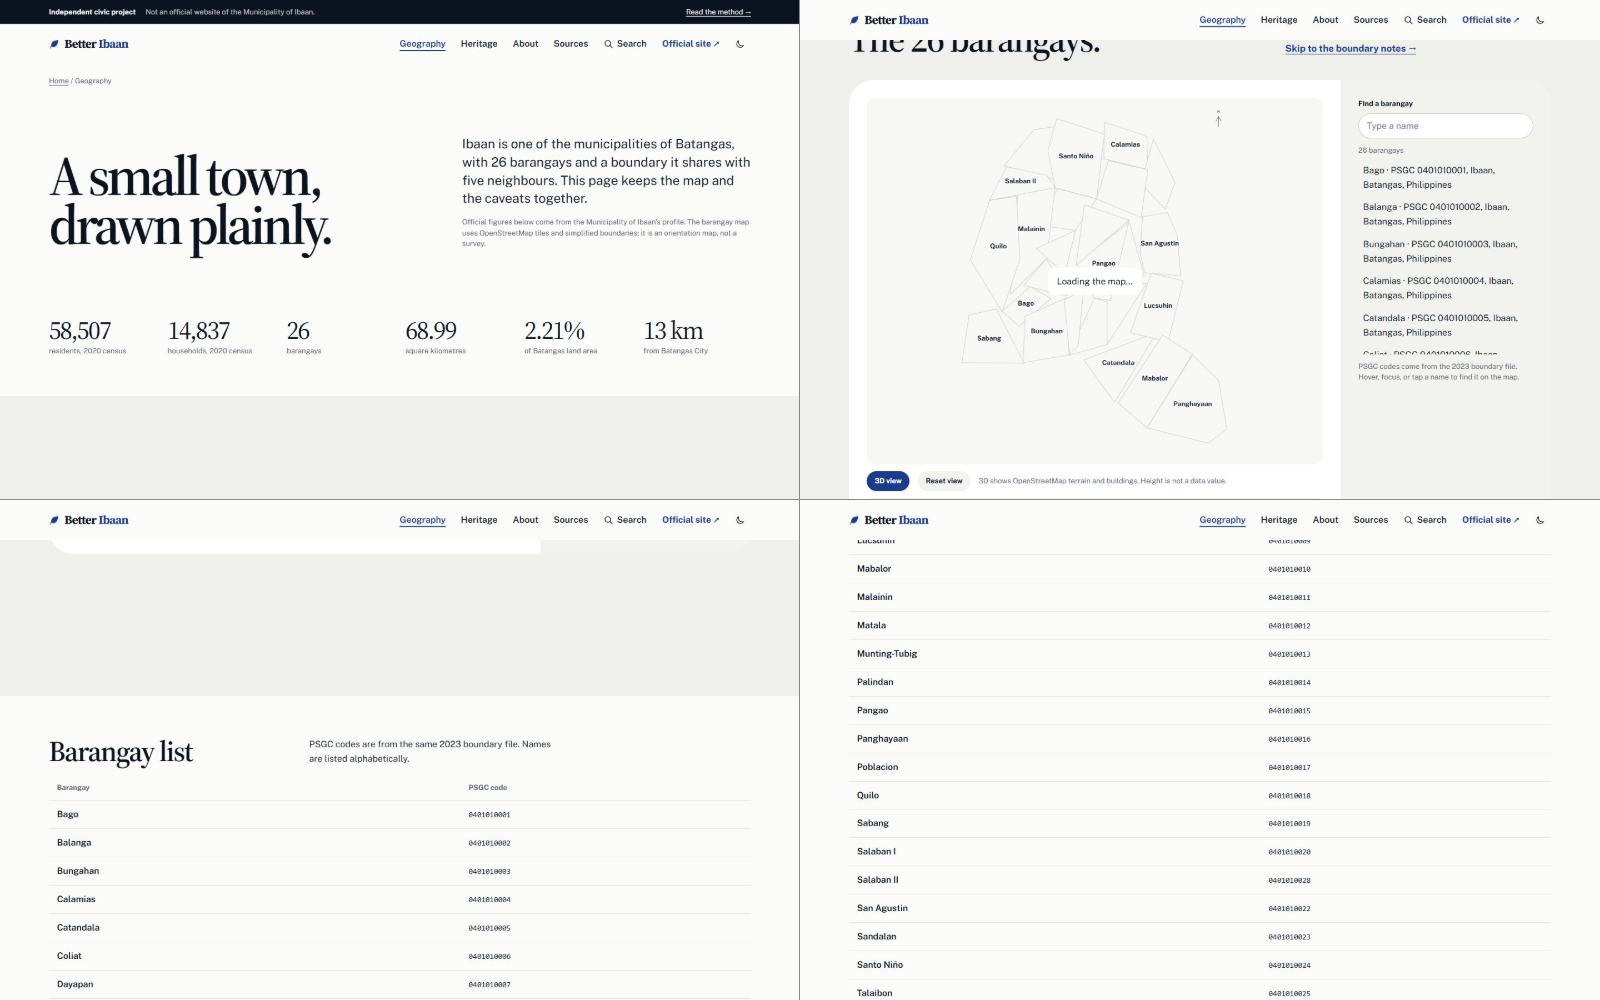 Independent civic project Not an official website of the Municipality of Ibaan. Read the method →
Better Ibaan Geography Heritage About Sources Search Official site ↗
Home / Geography
A small town,
drawn plainly.
Ibaan is one of the municipalities of Batangas,
with 26 barangays and a boundary it shares with
five neighbours. This page keeps the map and
the caveats together.
Official figures below come from the Municipality of Ibaan's profile. The barangay map
uses OpenStreetMap tiles and simplified boundaries; it is an orientation map, not a
survey.
58,507 14,837 26 68.99 2.21% 13 km
residents, 2020 census households, 2020 census barangays square kilometres of Batangas land area from Batangas City
Better Ibaan Geography Heritage About Sources Search Official site ↗
The 26 barangays.
Skip to the boundary notes →
N
Calamias
Santo Niño
Salaban II
Malainin
Quilo
San Agustin
Pangao
Loading the map...
Bago
Lucsuhin
Bungahan
Sabang
Catandala
Mabalor
Panghayaan
3D view Reset view 3D shows OpenStreetMap terrain and buildings. Height is not a data value.
Find a barangay
Type a name
26 barangays
Bago · PSGC 0401010001, Ibaan,
Batangas, Philippines
Balanga · PSGC 0401010002, Ibaan,
Batangas, Philippines
Bungahan · PSGC 0401010003, Ibaan,
Batangas, Philippines
Calamias · PSGC 0401010004, Ibaan,
Batangas, Philippines
Catandala · PSGC 0401010005, Ibaan,
Batangas, Philippines
Coliat · PSGC 0401010006, Ibaan,
PSGC codes came from the 2023 boundary file.
Hover, focus, or tap a name to find it on the map.
Better Ibaan Geography Heritage About Sources Search Official site ↗
Barangay list
PSGC codes are from the same 2023 boundary file. Names
are listed alphabetically.
Barangay PSGC code
Bago 0401010001
Balanga 0401010002
Bungahan 0401010003
Calamias 0401010004
Catandala 0401010005
Coliat 0401010006
Dayapan 0401010007
Better Ibaan Geography Heritage About Sources Search Official site ↗
Lucsuhin 0401010009
Mabalor 0401010010
Malainin 0401010011
Matala 0401010012
Munting-Tubig 0401010013
Palindan 0401010014
Pangao 0401010015
Panghayaan 0401010016
Poblacion 0401010017
Quilo 0401010018
Sabang 0401010019
Salaban I 0401010020
Salaban II 0401010028
San Agustin 0401010022
Sandalan 0401010023
Santo Niño 0401010024
Talaibon 0401010025